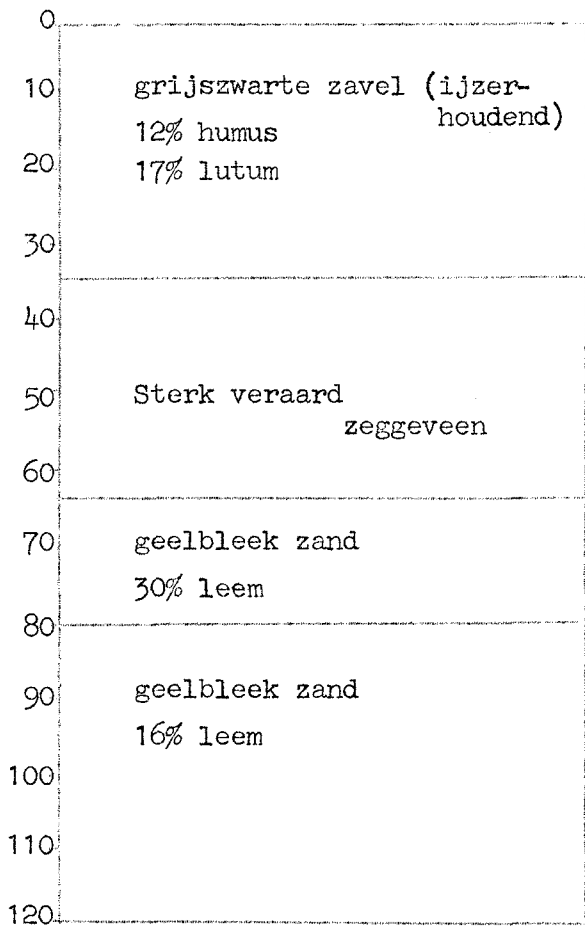 0
10 grijszwarte zavel (ijzer-
houdend)
12% humus
20 17% lutum
30
40
50 Sterk veraard
zeggeveen
60
70 geelbleek zand
30% leem
80
90 geelbleek zand
16% leem
100
110
120